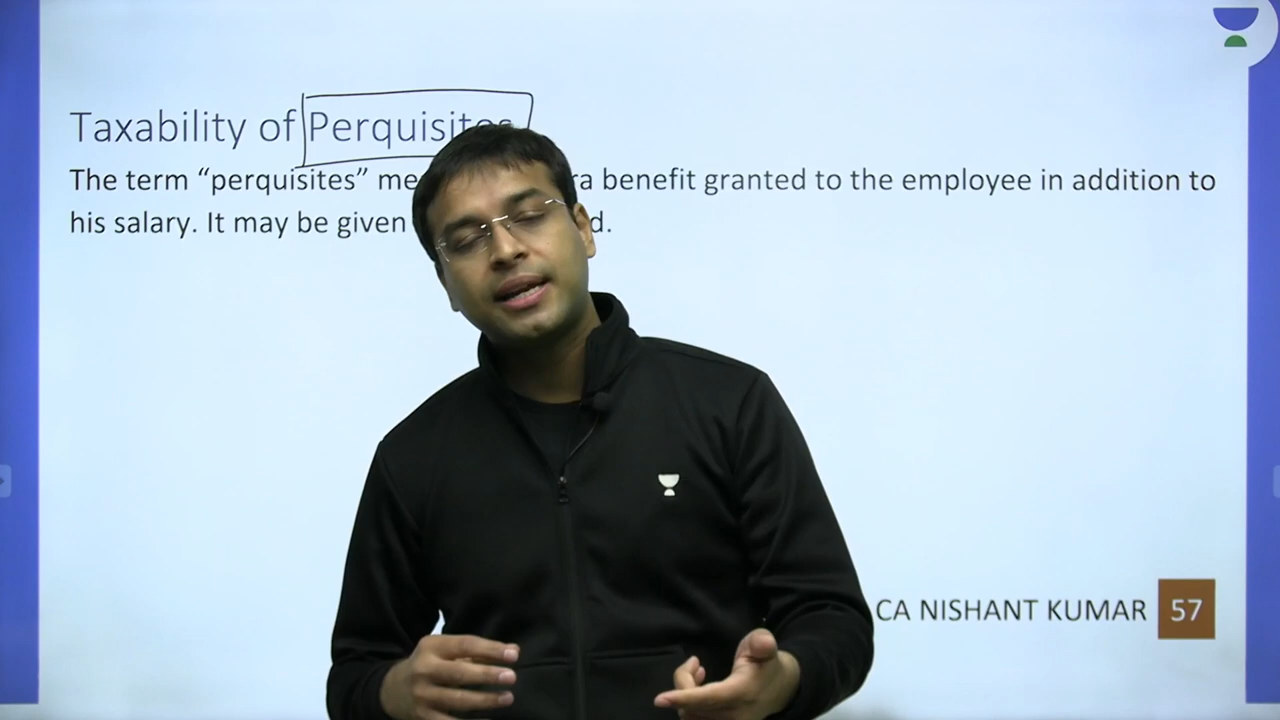 Taxability of Perquisites
The term “perquisites” ra benefit granted to the employee in addition to
his salary. It may be given d.
CA NISHANT KUMAR 57